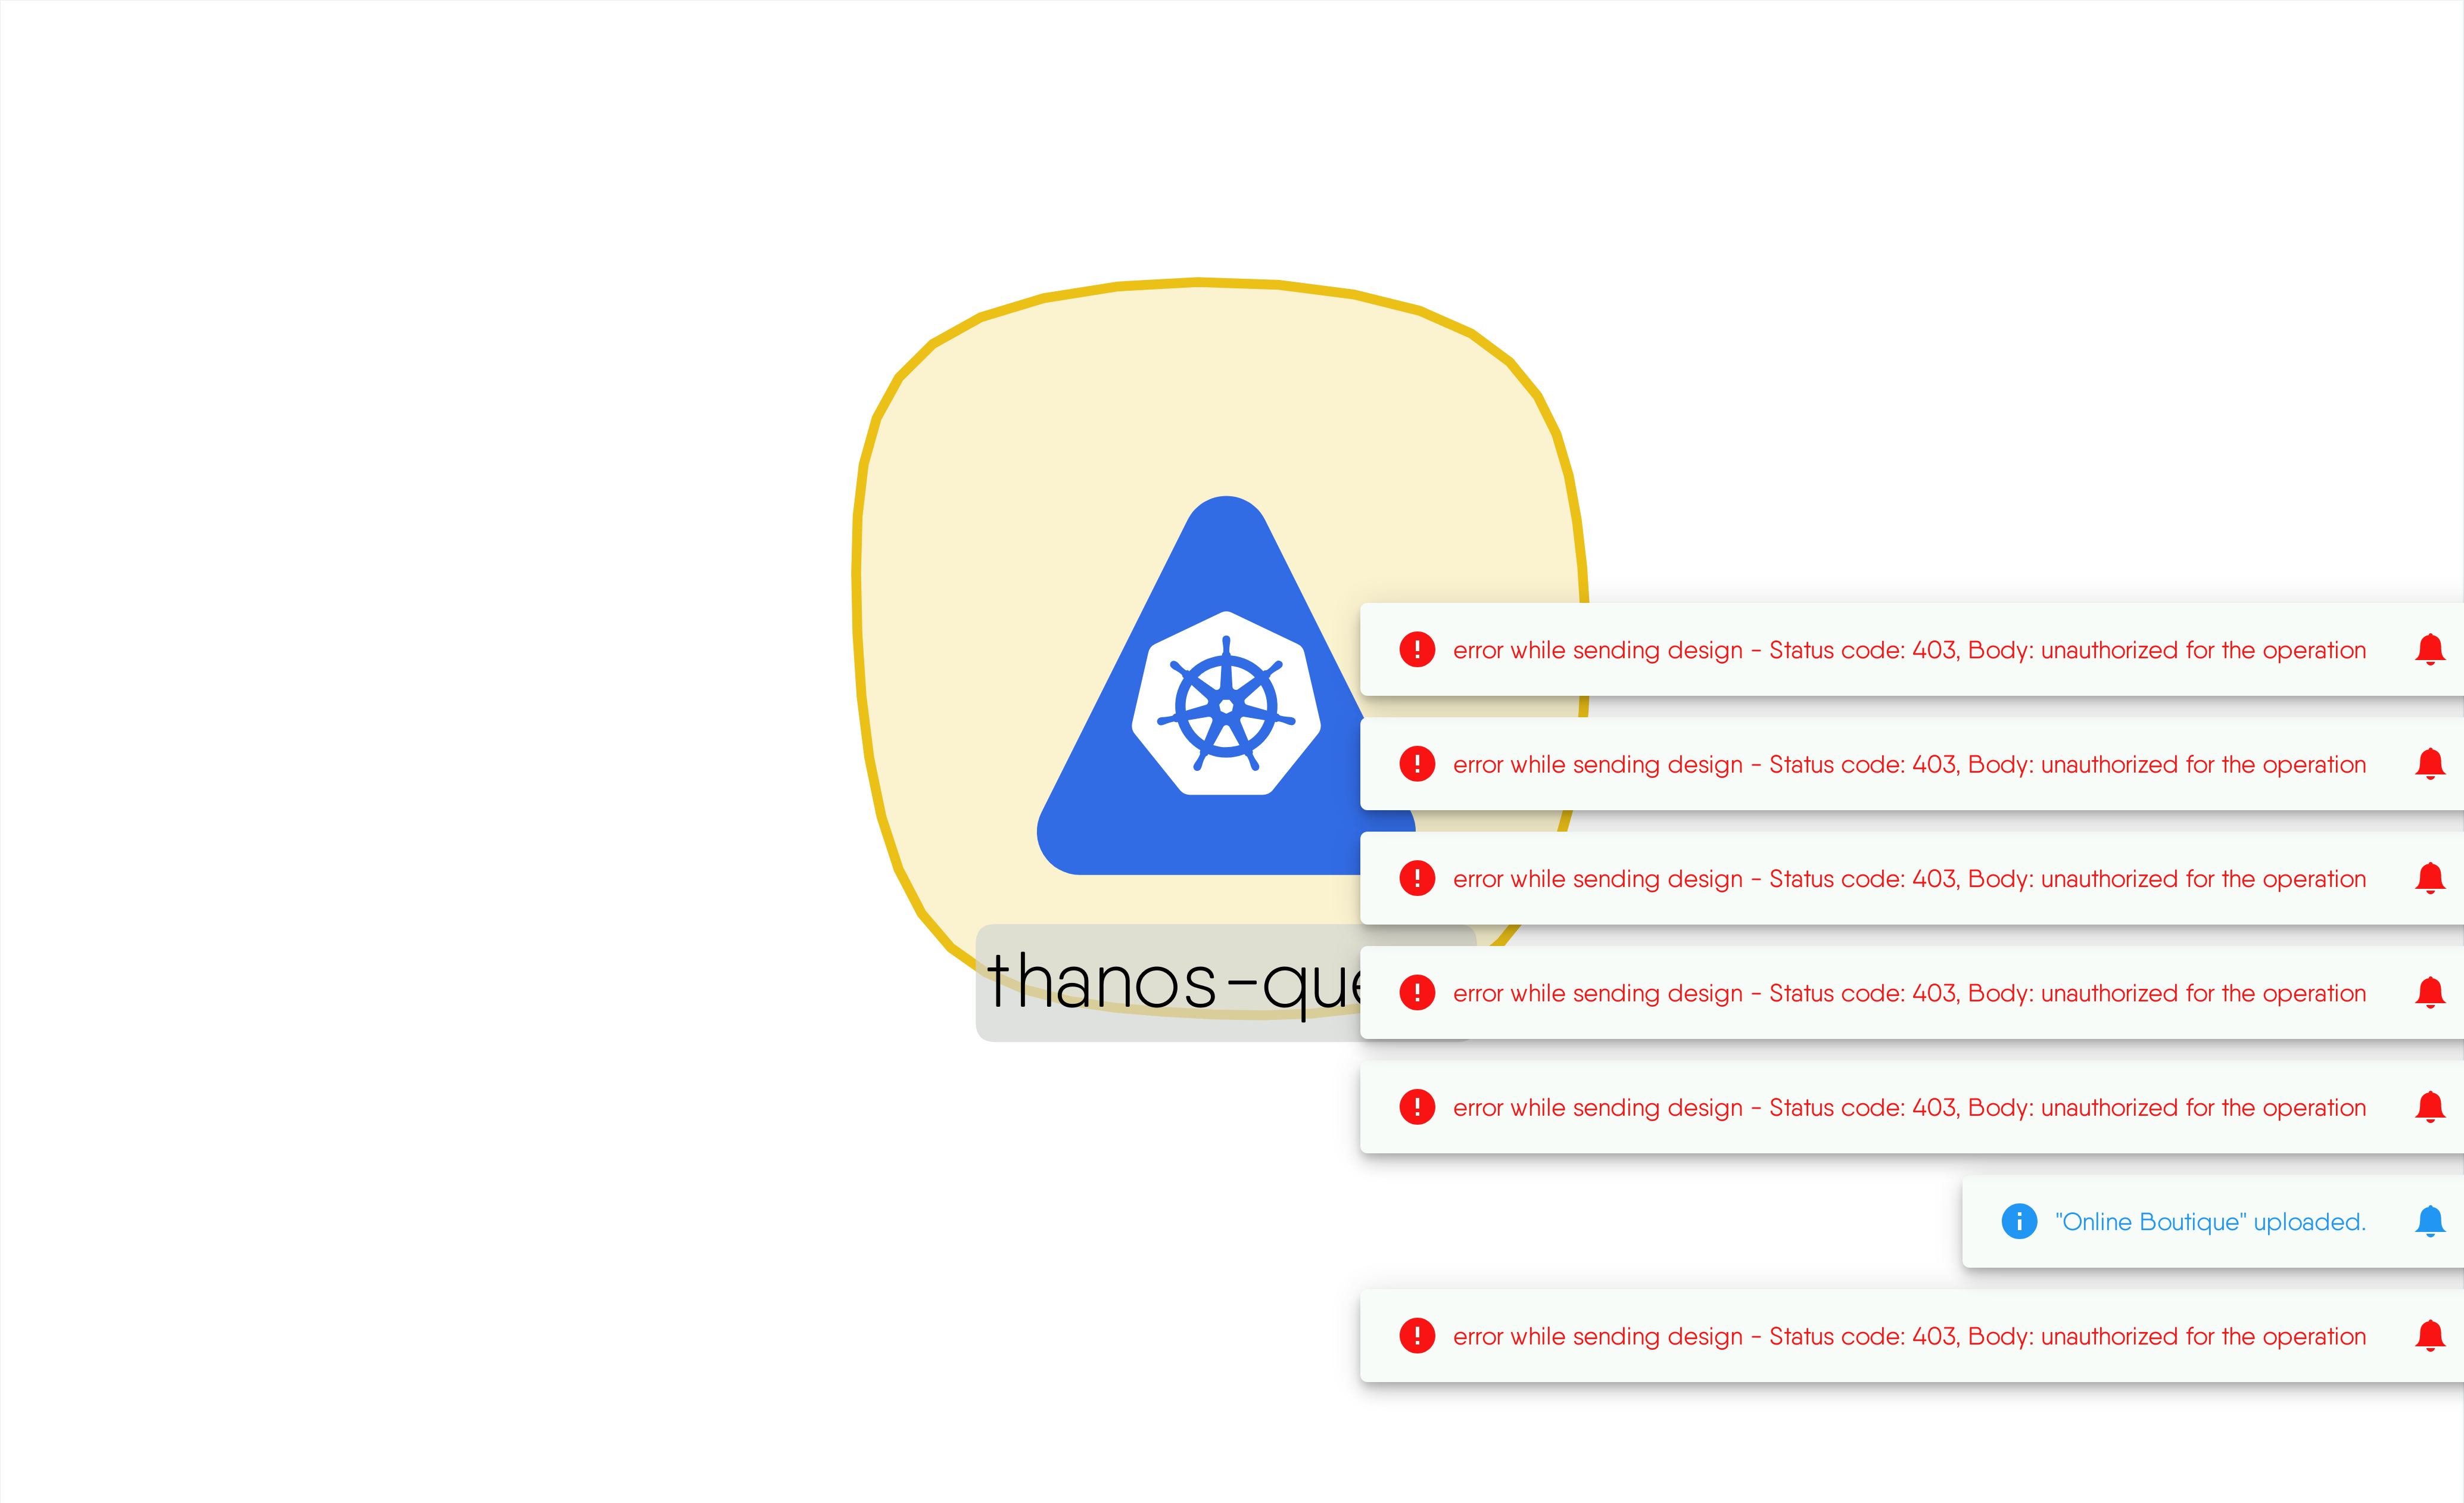 error while sending design - Status code: 403, Body: unauthorized for the operation
error while sending design - Status code: 403, Body: unauthorized for the operation
error while sending design - Status code: 403, Body: unauthorized for the operation
error while sending design - Status code: 403, Body: unauthorized for the operation
error while sending design - Status code: 403, Body: unauthorized for the operation
"Online Boutique" uploaded.
error while sending design - Status code: 403, Body: unauthorized for the operation